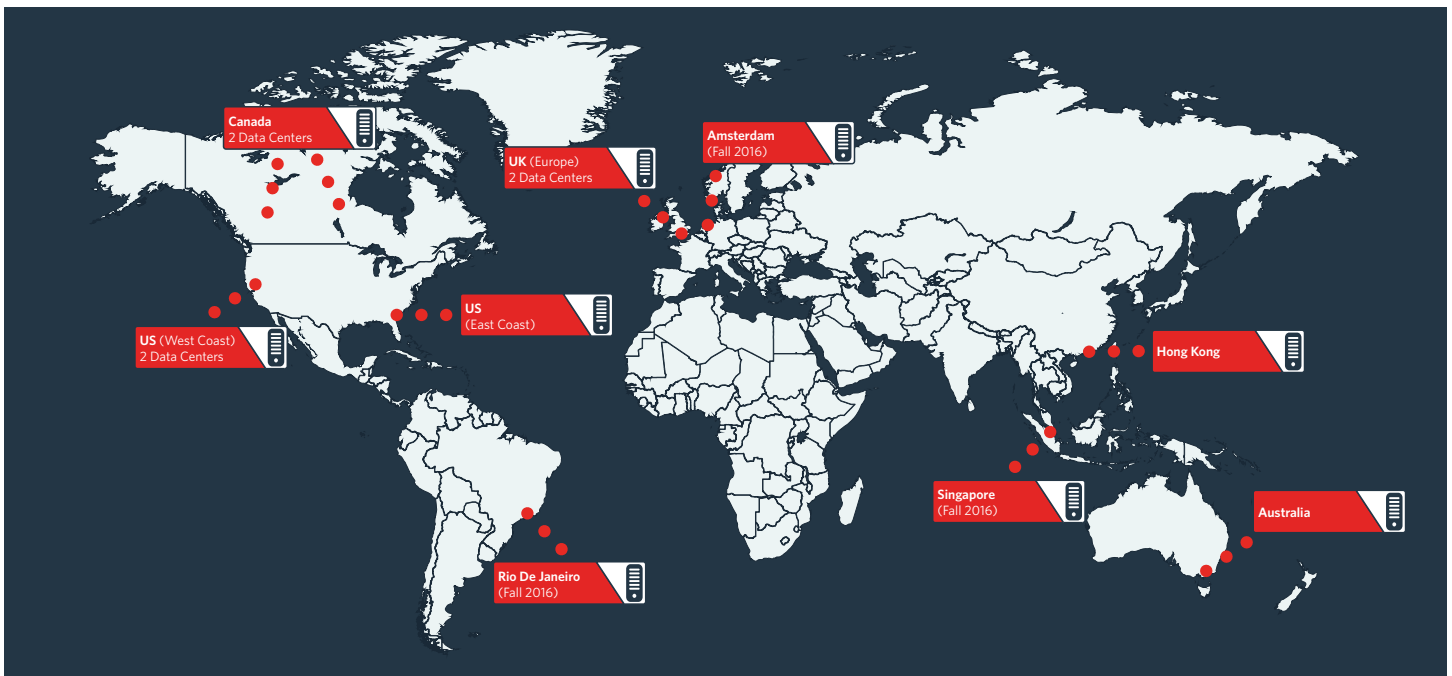 Canada
2 Data Centers
UK (Europe)
2 Data Centers
Amsterdam
(Fall 2016)
US (West Coast)
2 Data Centers
US
(East Coast)
Hong Kong
Singapore
(Fall 2016)
Australia
Rio De Janeiro
(Fall 2016)